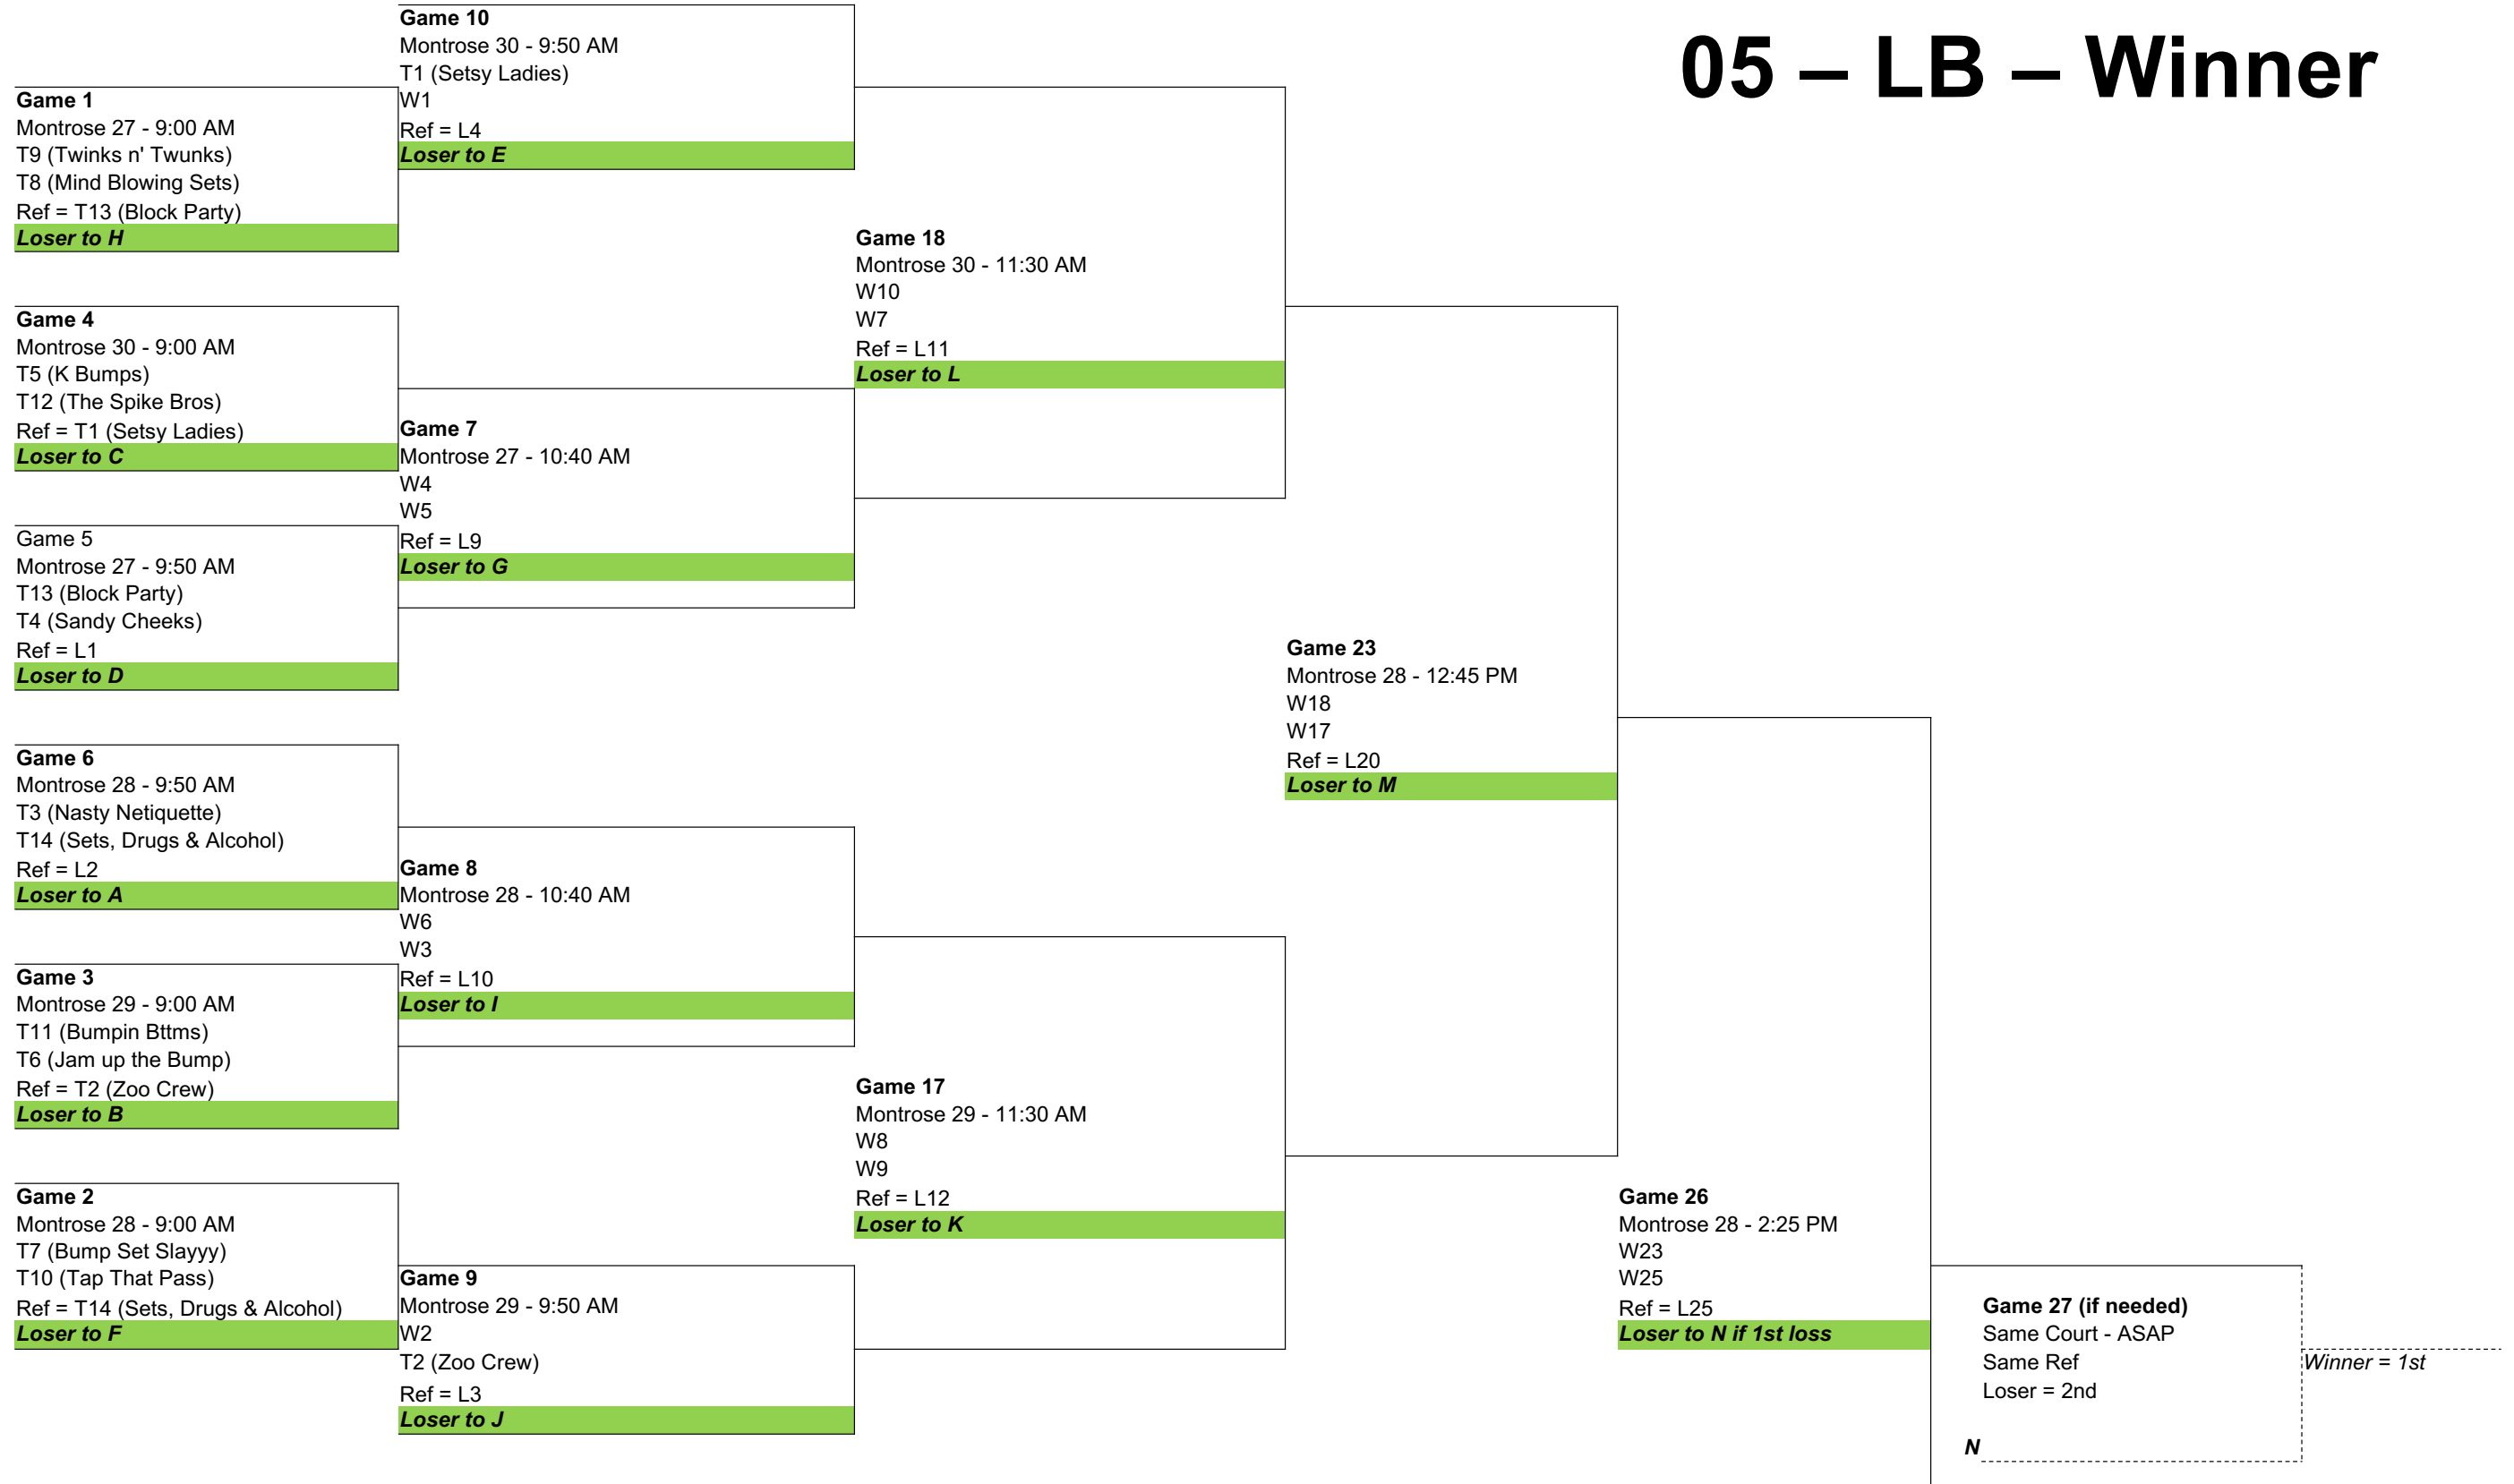 05 – LB – Winner
Game 10
Montrose 30 - 9:50 AM
T1 (Setsy Ladies)
W1
Ref = L4
Loser to E
Game 1
Montrose 27 - 9:00 AM
T9 (Twinks n' Twunks)
T8 (Mind Blowing Sets)
Ref = T13 (Block Party)
Loser to H
Game 4
Montrose 30 - 9:00 AM
T5 (K Bumps)
T12 (The Spike Bros)
Ref = T1 (Setsy Ladies)
Loser to C
Game 5
Montrose 27 - 9:50 AM
T13 (Block Party)
T4 (Sandy Cheeks)
Ref = L1
Loser to D
Game 6
Montrose 28 - 9:50 AM
T3 (Nasty Netiquette)
T14 (Sets, Drugs & Alcohol)
Ref = L2
Loser to A
Game 3
Montrose 29 - 9:00 AM
T11 (Bumpin Bttms)
T6 (Jam up the Bump)
Ref = T2 (Zoo Crew)
Loser to B
Game 2
Montrose 28 - 9:00 AM
T7 (Bump Set Slayyy)
T10 (Tap That Pass)
Ref = T14 (Sets, Drugs & Alcohol)
Loser to F
Game 7
Montrose 27 - 10:40 AM
W4
W5
Ref = L9
Loser to G
Game 8
Montrose 28 - 10:40 AM
W6
W3
Ref = L10
Loser to I
Game 9
Montrose 29 - 9:50 AM
W2
T2 (Zoo Crew)
Ref = L3
Loser to J
Game 18
Montrose 30 - 11:30 AM
W10
W7
Ref = L11
Loser to L
Game 17
Montrose 29 - 11:30 AM
W8
W9
Ref = L12
Loser to K
Game 23
Montrose 28 - 12:45 PM
W18
W17
Ref = L20
Loser to M
Game 26
Montrose 28 - 2:25 PM
W23
W25
Ref = L25
Loser to N if 1st loss
Game 27 (if needed)
Same Court - ASAP
Same Ref
Loser = 2nd
N
Winner = 1st